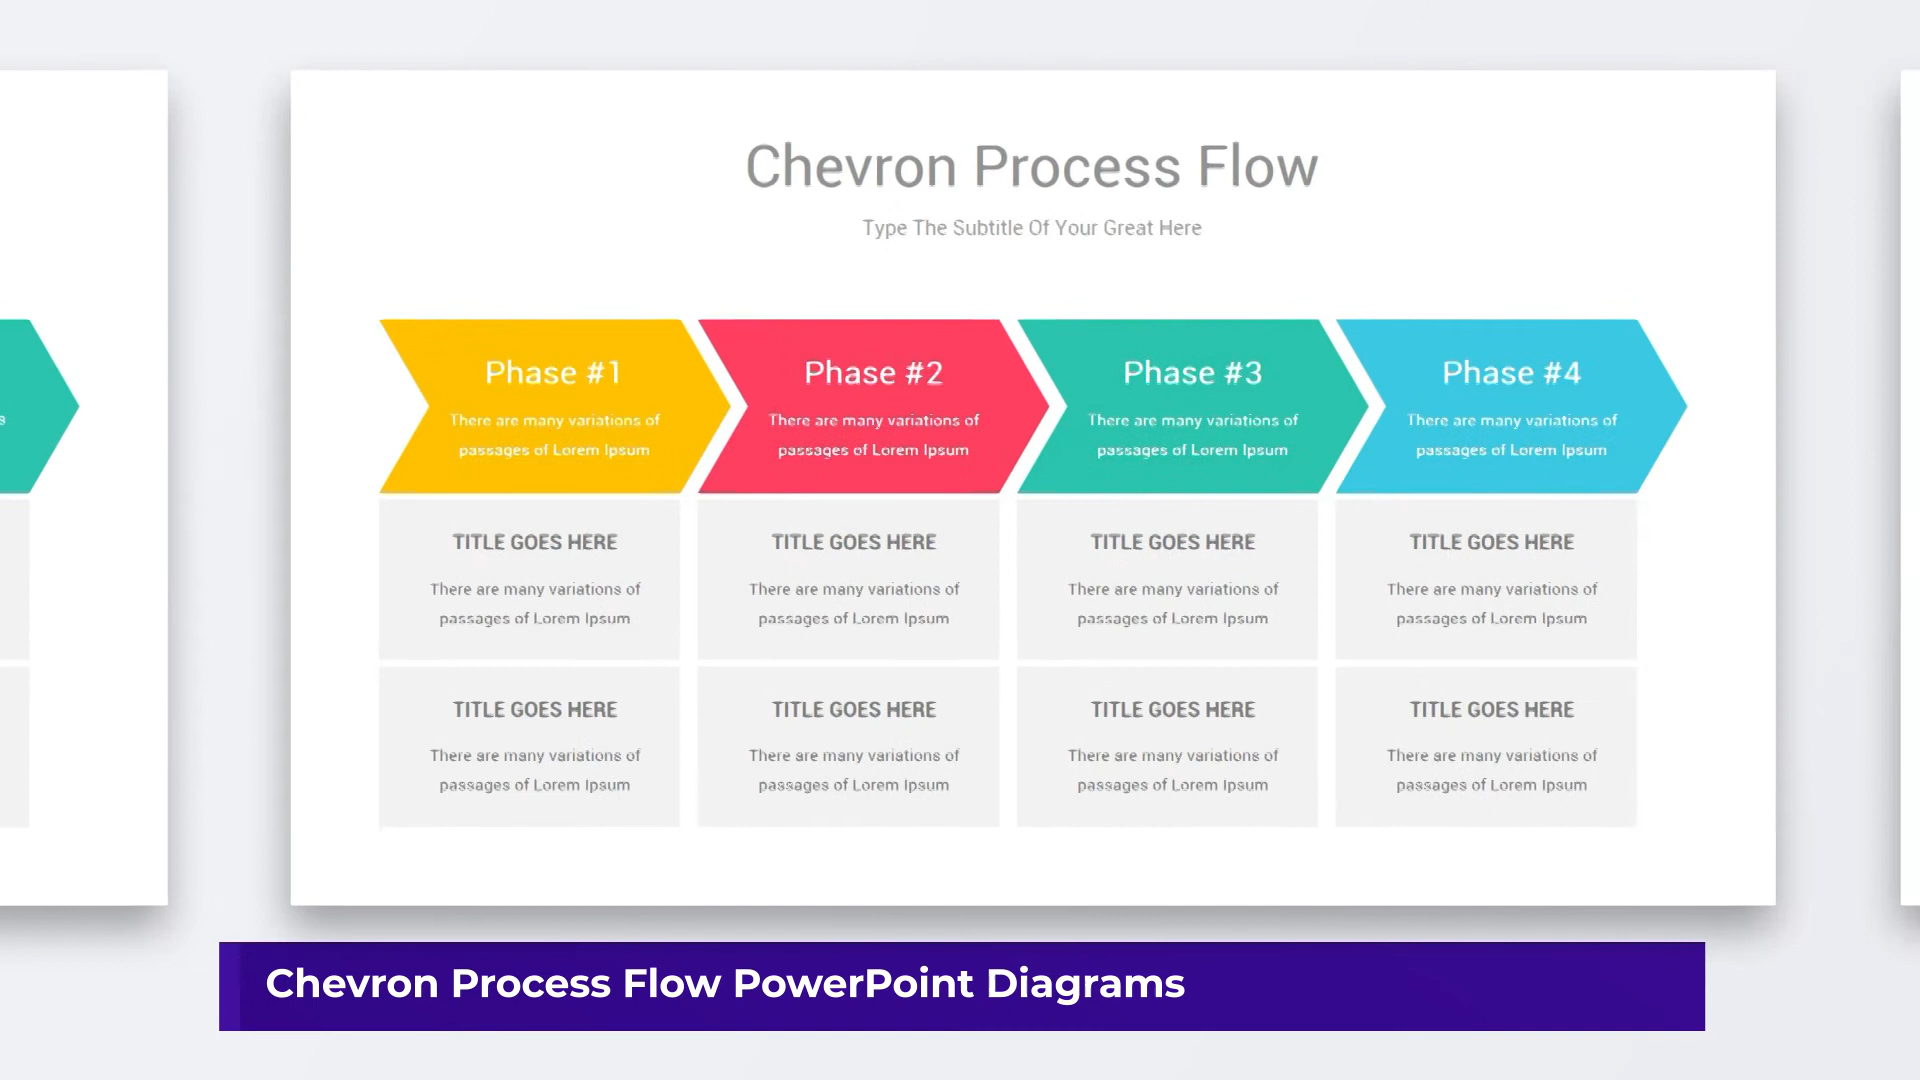 Chevron Process Flow
Type The Subtitle Of Your Great Here
Phase #1
There are many variations of
passages of Lorem Ipsum
Phase #2
There are many variations of
passages of Lorem Ipsum
Phase #3
There are many variations of
passages of Lorem Ipsum
Phase #4
There are many variations of
passages of Lorem Ipsum
TITLE GOES HERE
There are many variations of
passages of Lorem Ipsum
TITLE GOES HERE
There are many variations of
passages of Lorem Ipsum
TITLE GOES HERE
There are many variations of
passages of Lorem Ipsum
TITLE GOES HERE
There are many variations of
passages of Lorem Ipsum
TITLE GOES HERE
There are many variations of
passages of Lorem Ipsum
TITLE GOES HERE
There are many variations of
passages of Lorem Ipsum
TITLE GOES HERE
There are many variations of
passages of Lorem Ipsum
TITLE GOES HERE
There are many variations of
passages of Lorem Ipsum
Chevron Process Flow PowerPoint Diagrams